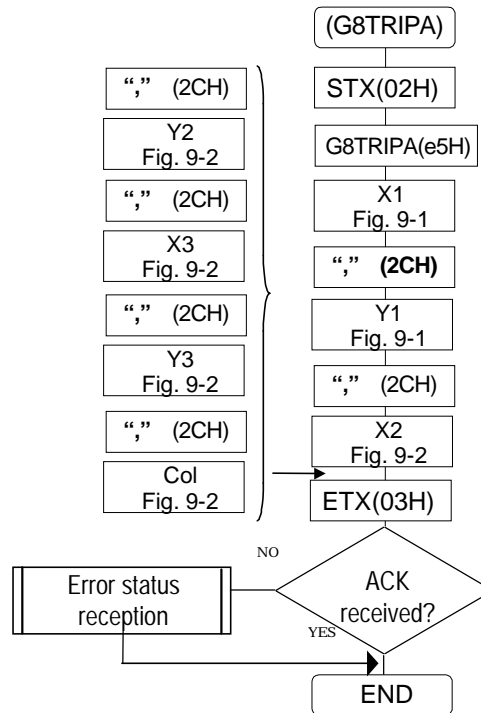 (G8TRIPA)
STX(02H)
G8TRIPA(e5H)
X1
Fig. 9-1
“,” (2CH)
Y1
Fig. 9-1
“,” (2CH)
X2
Fig. 9-2
“,” (2CH)
Y2
Fig. 9-2
“,” (2CH)
X3
Fig. 9-2
“,” (2CH)
Y3
Fig. 9-2
“,” (2CH)
Col
Fig. 9-2
ETX(03H)
NO
ACK
received?
Error status
reception
YES
END